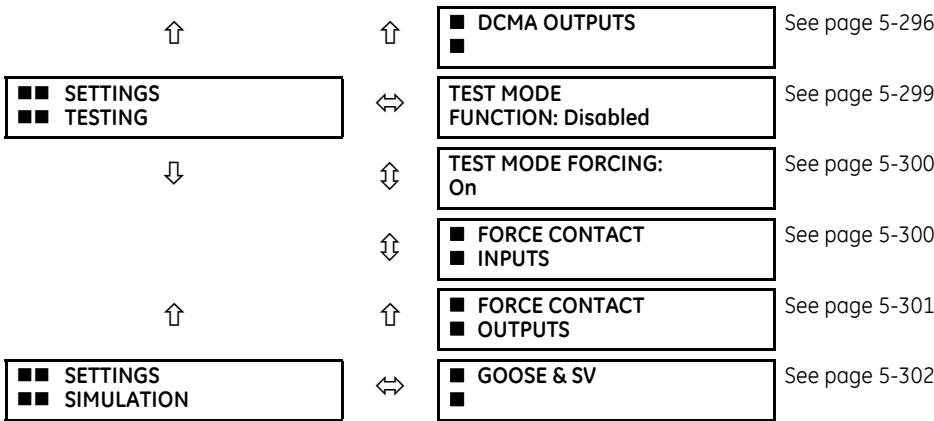 ■ DCMA OUTPUTS
■
See page 5-296
■■ SETTINGS
■■ TESTING
TEST MODE
FUNCTION: Disabled
See page 5-299
TEST MODE FORCING:
On
See page 5-300
■ FORCE CONTACT
■ INPUTS
See page 5-300
■ FORCE CONTACT
■ OUTPUTS
See page 5-301
■■ SETTINGS
■■ SIMULATION
■ GOOSE & SV
■
See page 5-302